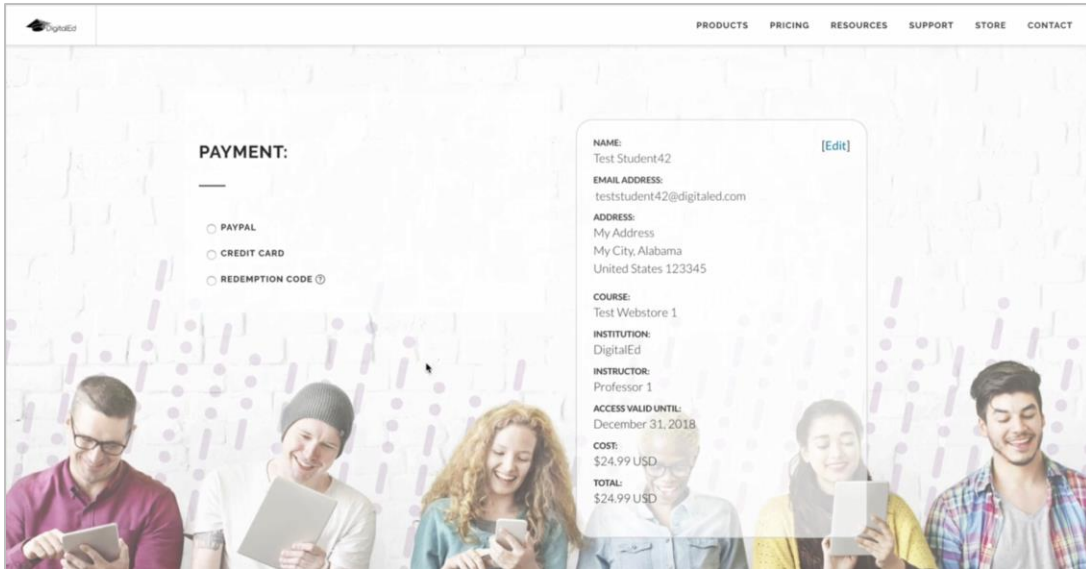 DigitalEd
PRODUCTS PRICING RESOURCES SUPPORT STORE CONTACT
PAYMENT:
PAYPAL
CREDIT CARD
REDEMPTION CODE ?
NAME: [Edit]
Test Student42
EMAIL ADDRESS:
teststudent42@digitaled.com
ADDRESS:
My Address
My City, Alabama
United States 123345
COURSE:
Test Webstore 1
INSTITUTION:
DigitalEd
INSTRUCTOR:
Professor 1
ACCESS VALID UNTIL:
December 31, 2018
COST:
$24.99 USD
TOTAL:
$24.99 USD